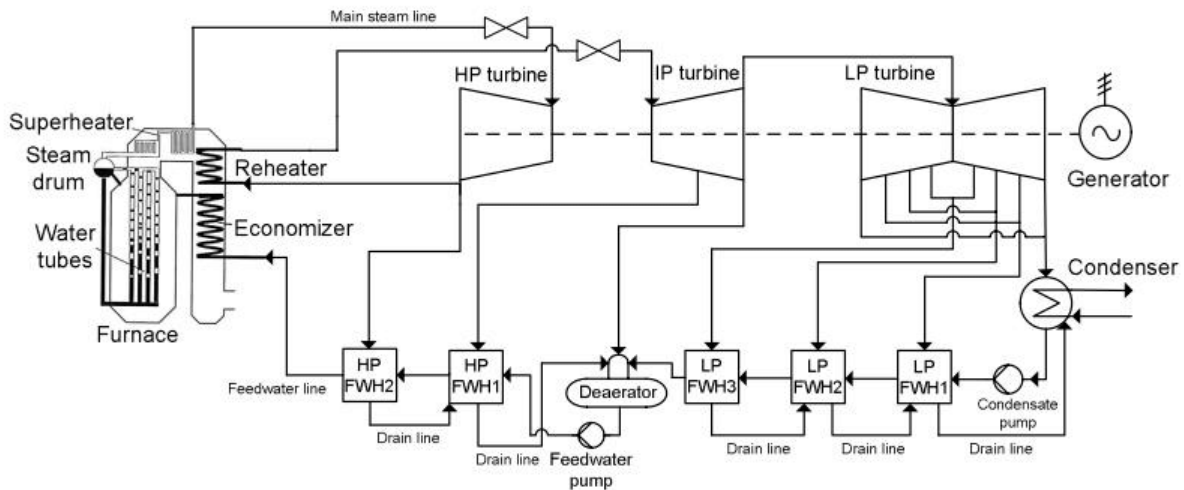 Main steam line
HP turbine
IP turbine
LP turbine
Superheater
Steam
drum
Reheater
Generator
Economizer
Water
tubes
Condenser
Furnace
HP
FWH2
HP
FWH1
LP
FWH3
LP
FWH2
LP
FWH1
Feedwater line
Deaerator
Condensate
pump
Drain line
Drain line
Feedwater
pump
Drain line
Drain line
Drain line